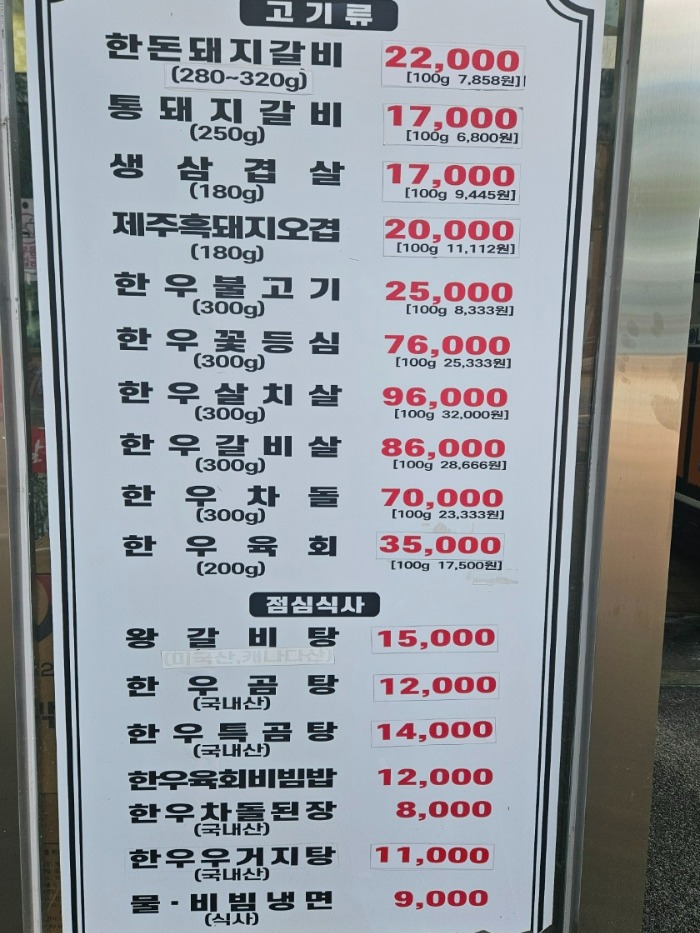 고기류
한돈돼지갈비 22,000
(280~320g) [100g 7,858원]
통돼지갈비 17,000
(250g) [100g 6,800원]
생삼겹살 17,000
(180g) [100g 9,445원]
제주흑돼지오겹 20,000
(180g) [100g 11,112원]
한우불고기 25,000
(300g) [100g 8,333원]
한우꽃등심 76,000
(300g) [100g 25,333원]
한우살치살 96,000
(300g) [100g 32,000원]
한우갈비살 86,000
(300g) [100g 28,666원]
한우차돌 70,000
(300g) [100g 23,333원]
한우육회 35,000
(200g) [100g 17,500원]
점심식사
왕갈비탕 15,000
(미국산,캐나다산)
한우곰탕 12,000
(국내산)
한우특곰탕 14,000
(국내산)
한우육회비빔밥 12,000
한우차돌된장 8,000
(국내산)
한우우거지탕 11,000
(국내산)
물·비빔냉면 9,000
(식사)